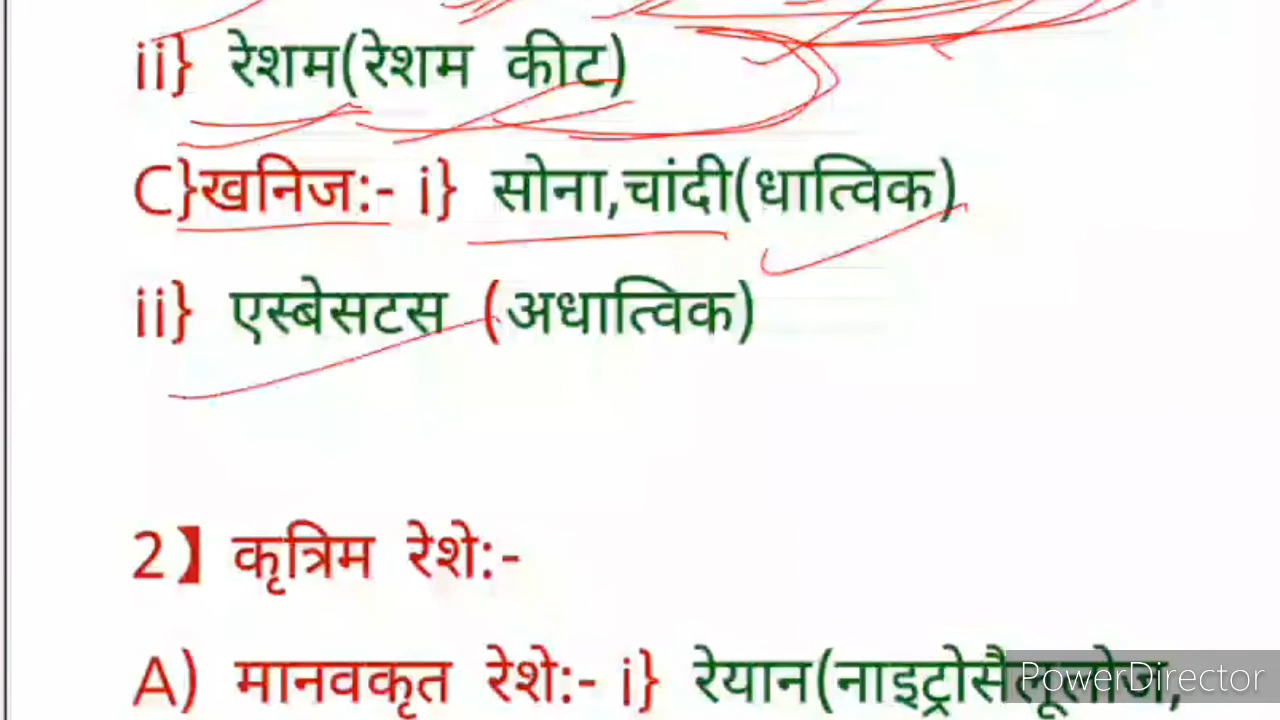 ii} रेशम(रेशम कीट)
C}खनिज:- i} सोना,चांदी(धात्विक)
ii} एस्बेसटस (अधात्विक)
2】कृत्रिम रेशे:-
A) मानवकृत रेशे:- i} रेयान(नाइट्रोसैलूलोज,
PowerDirector